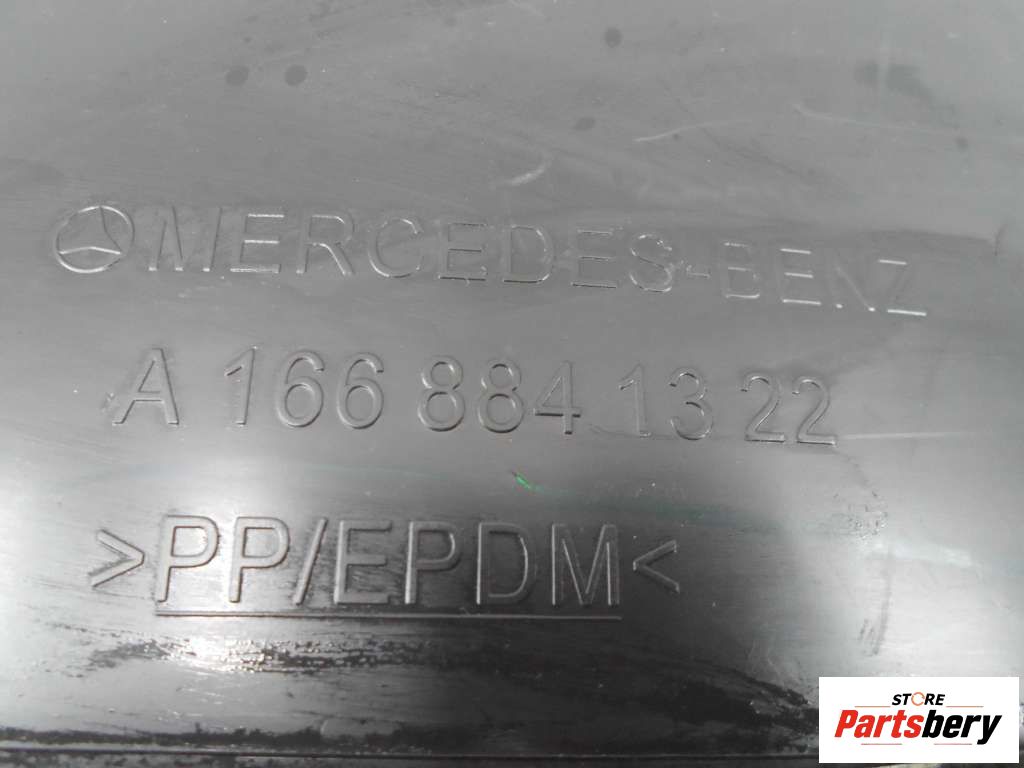 MERCEDES-BENZ
A 166 884 13 22
>PP/EPDM<
STORE
Partsbery